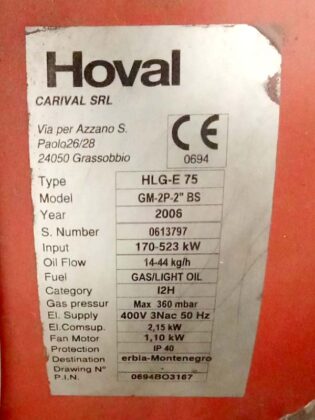 Hoval
CARIVAL SRL
Via per Azzano S.
Paolo26/28
24050 Grassobbio
CE
0694
Type HLG-E 75
Model GM-2P-2" BS
Year 2006
S. Number 0613797
Input 170-523 kW
Oil Flow 14-44 kg/h
Fuel GAS/LIGHT OIL
Category I2H
Gas pressur Max 360 mbar
El. Supply 400V 3Nac 50 Hz
El.Comsup. 2,15 kW
Fan Motor 1,10 kW
Protection IP 40
Destination erbia-Montenegro
Drawing N°
P.I.N. 0694BO3167